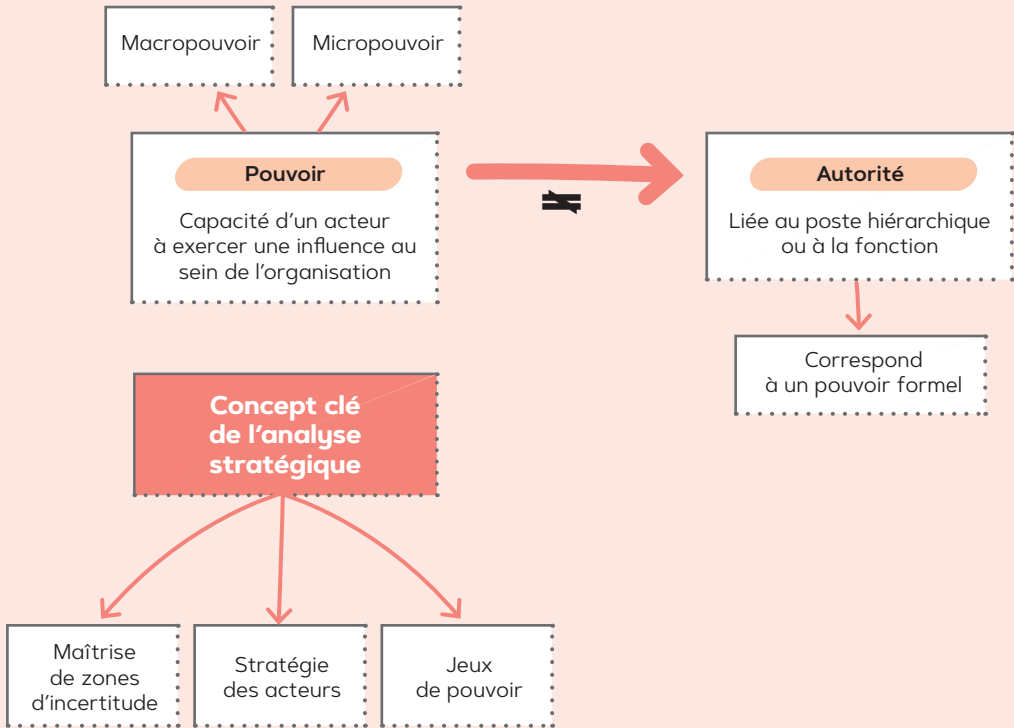 Macropouvoir
Micropouvoir
Pouvoir
Capacité d’un acteur
à exercer une influence au
sein de l’organisation
≠
Autorité
Liée au poste hiérarchique
ou à la fonction
Correspond
à un pouvoir formel
Concept clé
de l’analyse
stratégique
Maîtrise
de zones
d’incertitude
Stratégie
des acteurs
Jeux
de pouvoir